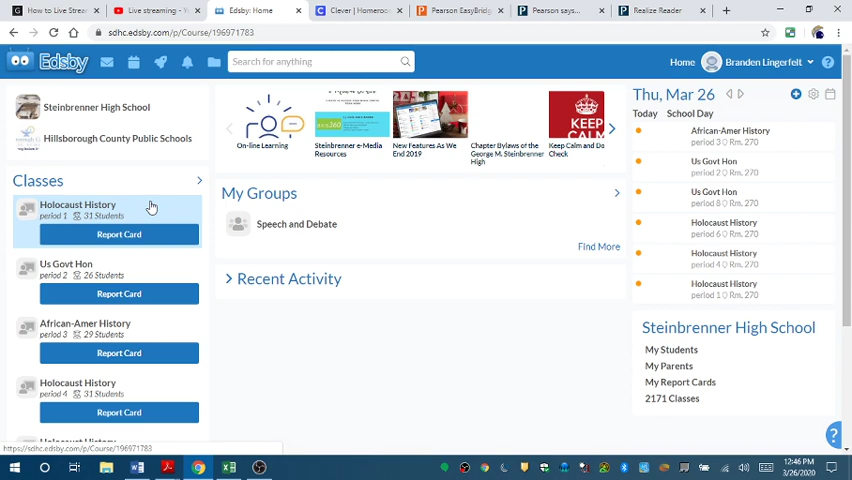 How to Live Stream
Live streaming - Yo
Edsby: Home
Clever | Homeroom
Pearson EasyBridg
Pearson says...
Realize Reader
sdhc.edsby.com/p/Course/196971783
Edsby
Search for anything
Home
Branden Lingerfelt
Steinbrenner High School
Hillsborough County Public Schools
Classes
Holocaust History
period 1 31 Students
Report Card
Us Govt Hon
period 2 26 Students
Report Card
African-Amer History
period 3 29 Students
Report Card
Holocaust History
period 4 31 Students
Report Card
https://sdhc.edsby.com/p/Course/196971783
On-line Learning
Steinbrenner e-Media
Resources
New Features As We
End 2019
Chapter Bylaws of the
George M. Steinbrenner
High
KEEP
CALM
Keep Calm and Do
Check
My Groups
Speech and Debate
Find More
Recent Activity
Thu, Mar 26
Today School Day
African-Amer History
period 3 Rm. 270
Us Govt Hon
period 2 Rm. 270
Us Govt Hon
period 8 Rm. 270
Holocaust History
period 6 Rm. 270
Holocaust History
period 4 Rm. 270
Holocaust History
period 1 Rm. 270
Steinbrenner High School
My Students
My Parents
My Report Cards
2171 Classes
12:46 PM
3/26/2020